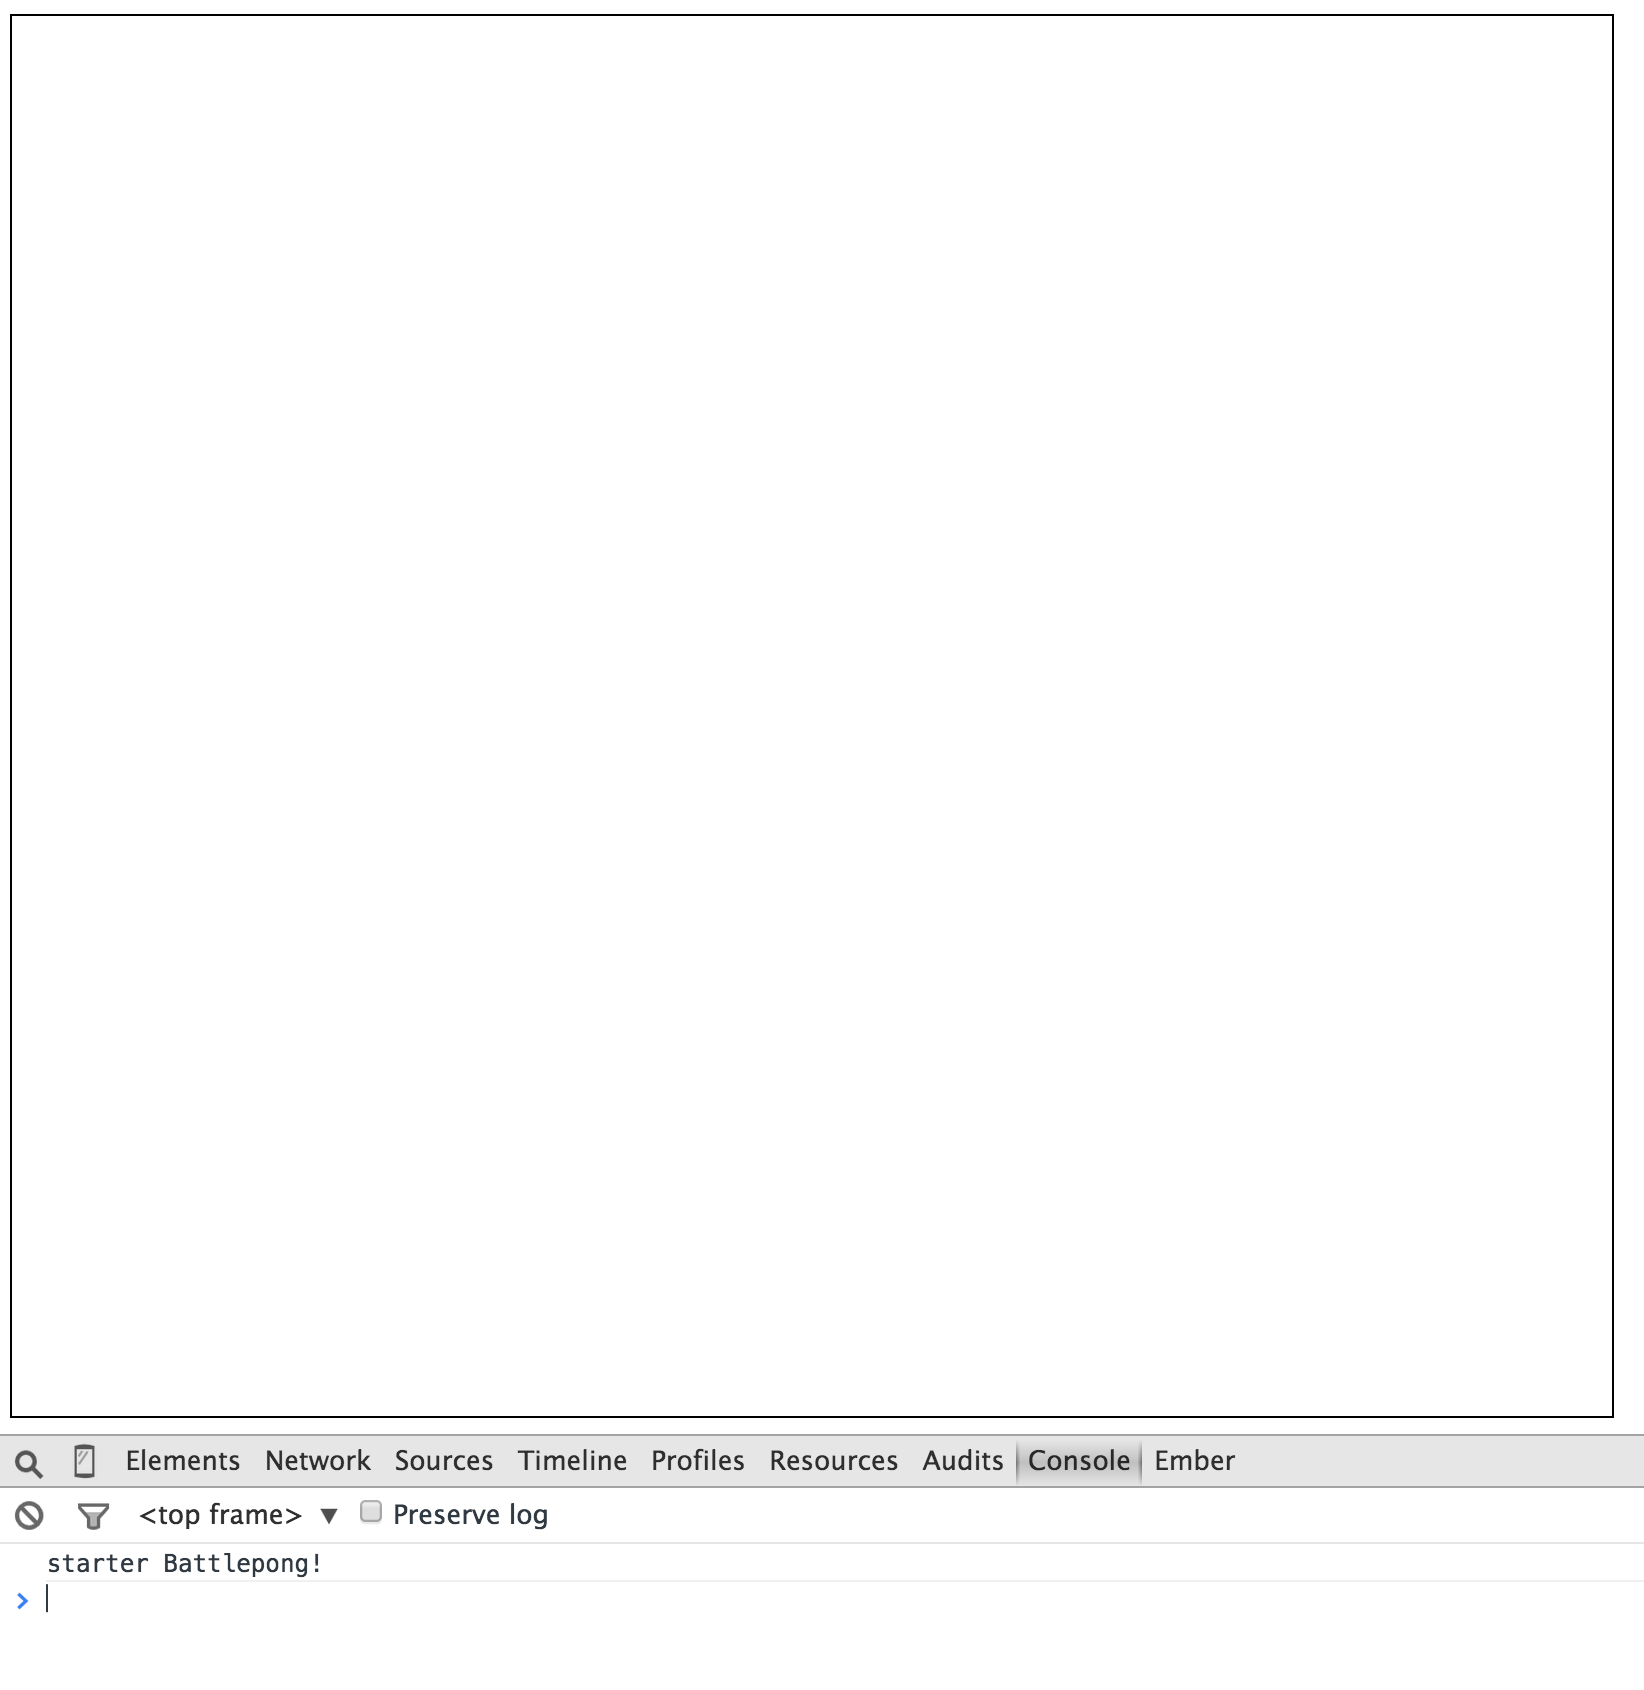 Elements Network Sources Timeline Profiles Resources Audits Console Ember
<top frame> ▼ Preserve log
starter Battlepong!
>